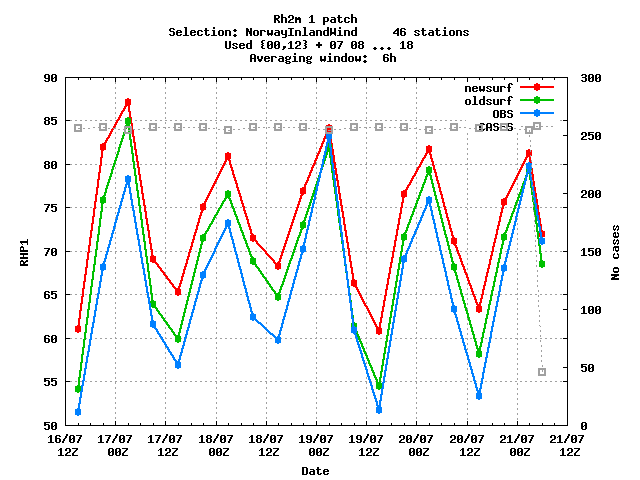 Rh2m 1 patch
Selection: NorwayInlandWind     46 stations
Used {00,12} + 07 08 ... 18
Averaging window:  6h
90
85
80
75
70
65
60
55
50
300
250
200
150
100
50
0
newsurf
oldsurf
OBS
CASES
RHP1
No cases
16/07 17/07 17/07 18/07 18/07 19/07 19/07 20/07 20/07 21/07 21/07
12Z 00Z 12Z 00Z 12Z 00Z 12Z 00Z 12Z 00Z 12Z
Date